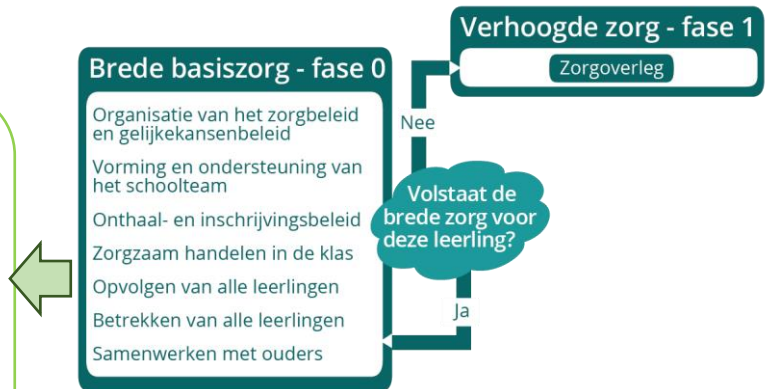 Verhoogde zorg - fase 1
Zorgoverleg
Brede basiszorg - fase 0
Organisatie van het zorgbeleid
en gelijkekansenbeleid
Vorming en ondersteuning van
het schoolteam
Onthaal- en inschrijvingsbeleid
Zorgzaam handelen in de klas
Opvolgen van alle leerlingen
Betrekken van alle leerlingen
Samenwerken met ouders
Nee
Volstaat de
brede zorg voor
deze leerling?
Ja